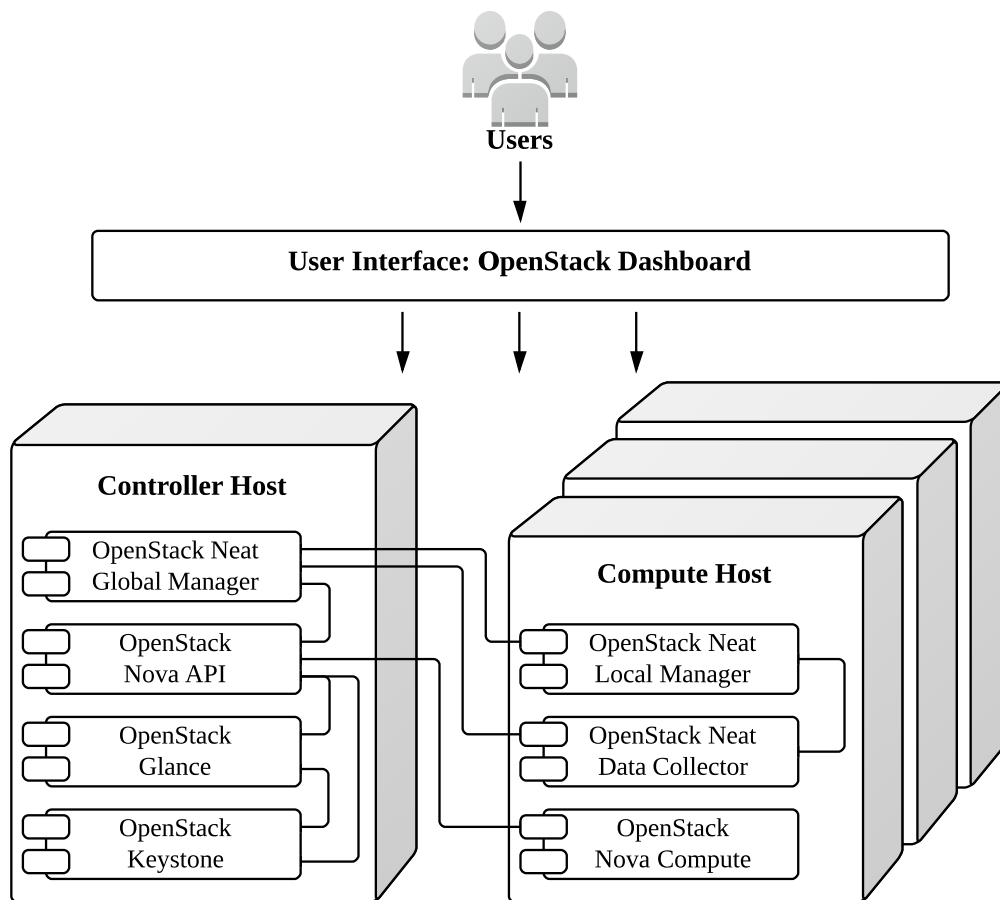 Users
User Interface: OpenStack Dashboard
Controller Host
OpenStack Neat
Global Manager
OpenStack
Nova API
OpenStack
Glance
OpenStack
Keystone
Compute Host
OpenStack Neat
Local Manager
OpenStack Neat
Data Collector
OpenStack
Nova Compute